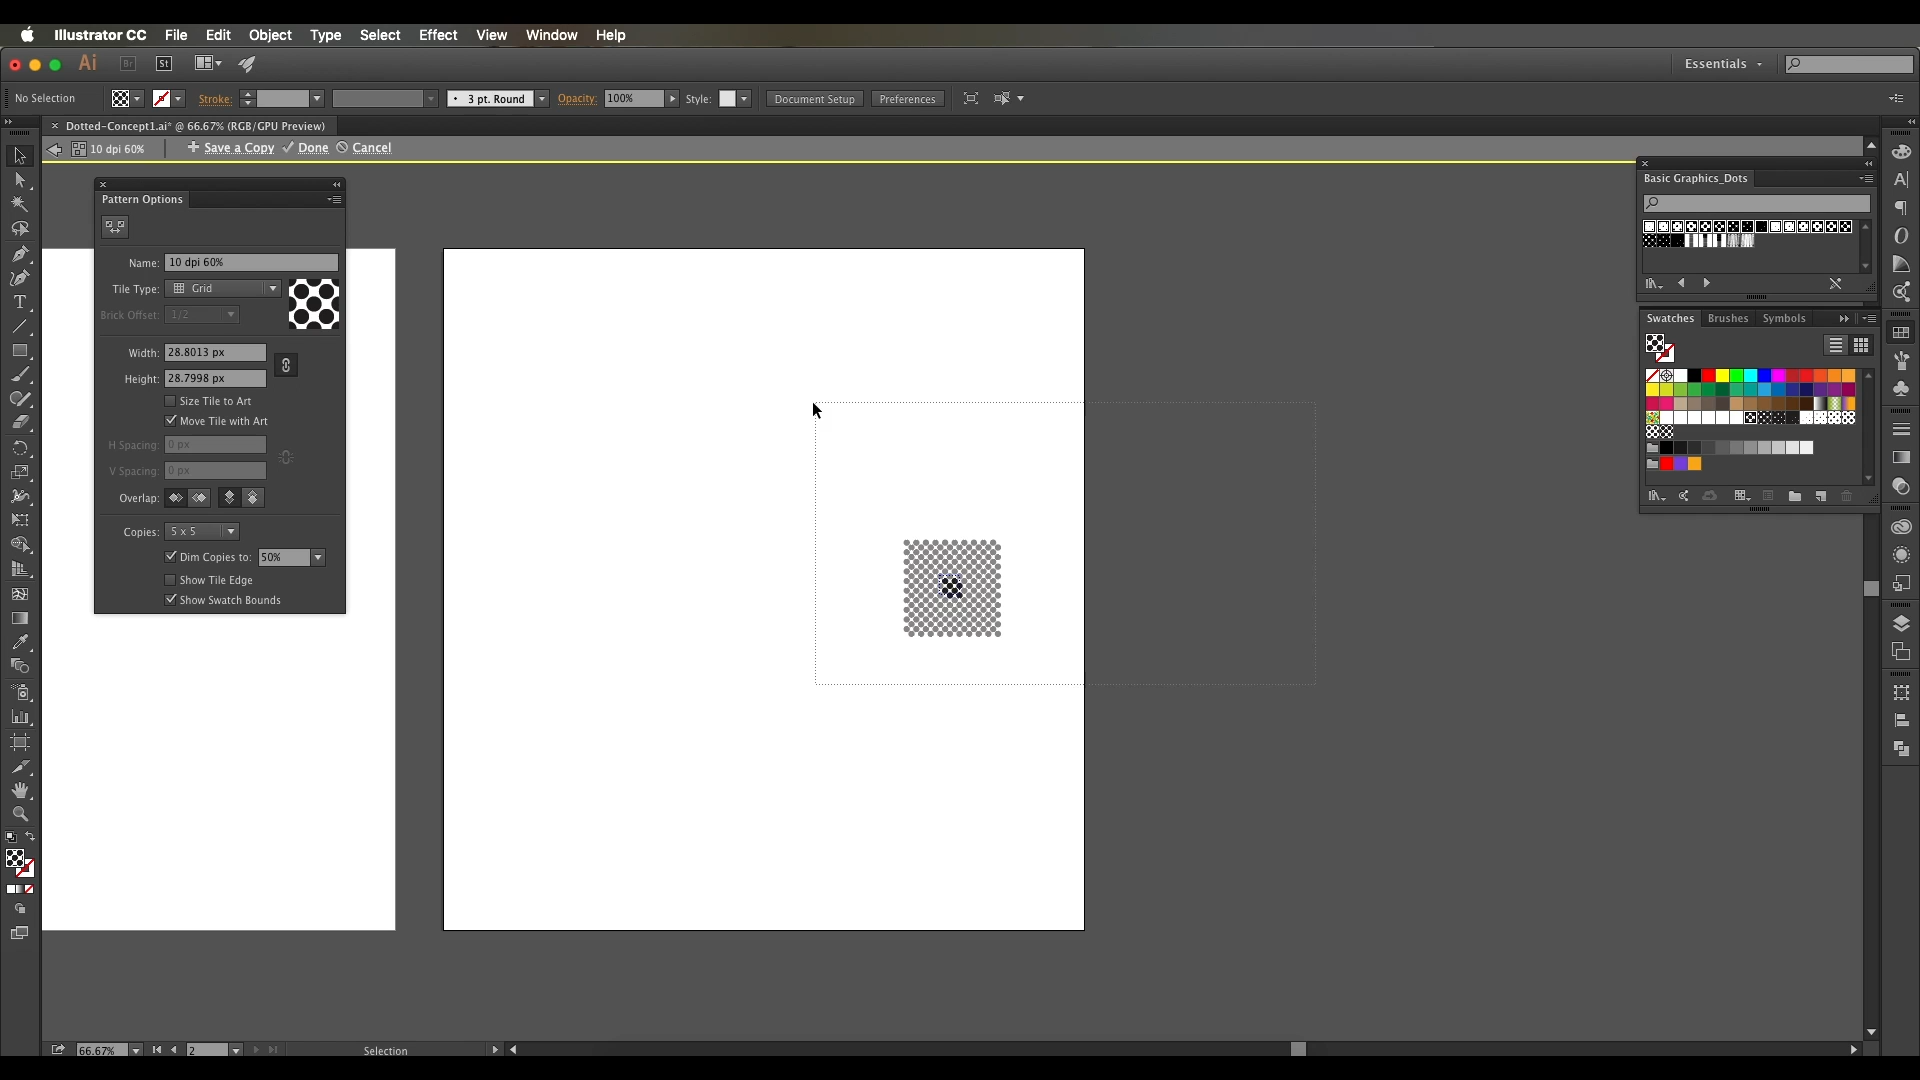 Illustrator CC File Edit Object Type Select Effect View Window Help
Ai Br St Essentials
No Selection Stroke: 3 pt. Round Opacity: 100% Style: Document Setup Preferences
Dotted-Concept1.ai* @ 66.67% (RGB/GPU Preview)
10 dpi 60% Save a Copy Done Cancel
Pattern Options
Name: 10 dpi 60%
Tile Type: Grid
Brick Offset: 1/2
Width: 28.8013 px
Height: 28.7998 px
Size Tile to Art
Move Tile with Art
H Spacing: 0 px
V Spacing: 0 px
Overlap:
Copies: 5 x 5
Dim Copies to: 50%
Show Tile Edge
Show Swatch Bounds
Basic Graphics_Dots
Swatches Brushes Symbols
66.67% 2 Selection